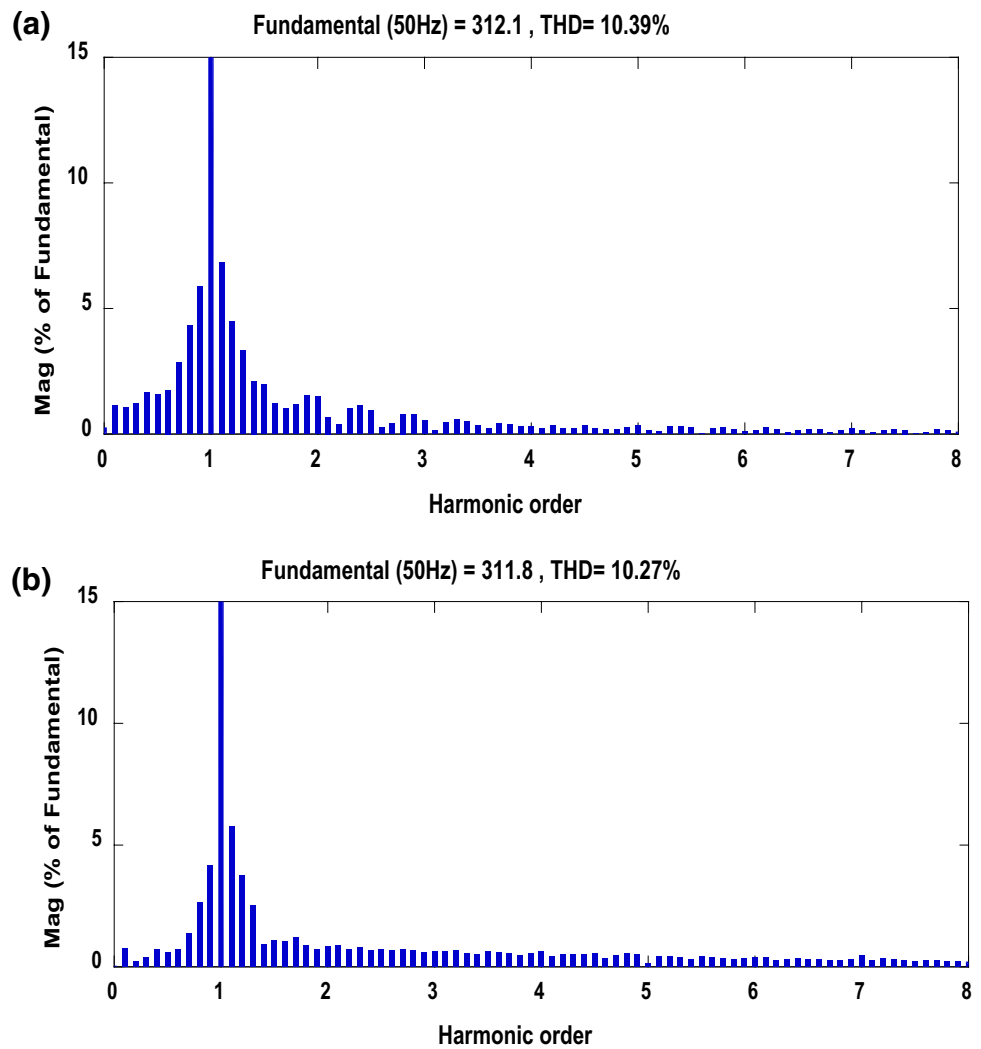 (a)
Fundamental (50Hz) = 312.1 , THD= 10.39%
Mag (% of Fundamental)
15
10
5
0
0 1 2 3 4 5 6 7 8
Harmonic order
(b)
Fundamental (50Hz) = 311.8 , THD= 10.27%
Mag (% of Fundamental)
15
10
5
0
0 1 2 3 4 5 6 7 8
Harmonic order